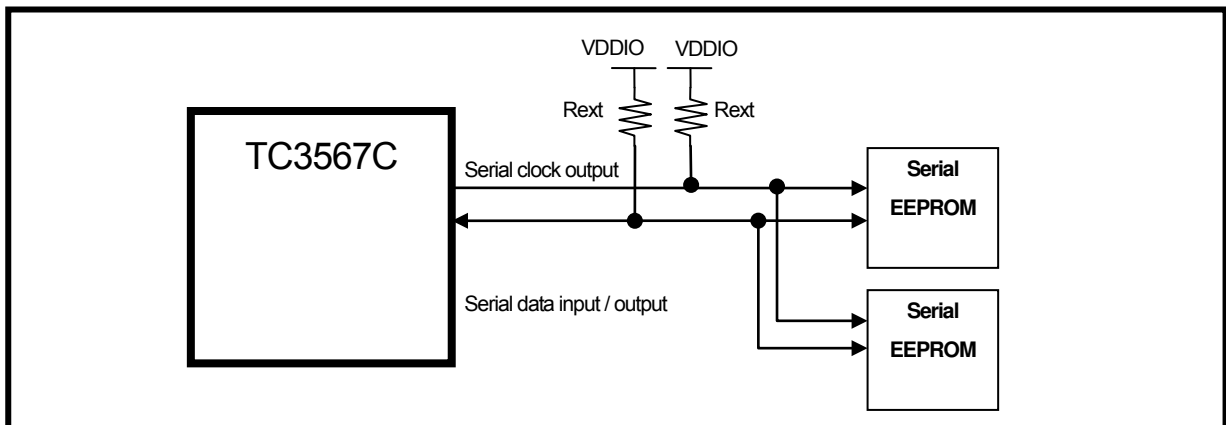 VDDIO VDDIO
Rext Rext
TC3567C
Serial clock output
Serial
EEPROM
Serial data input / output
Serial
EEPROM